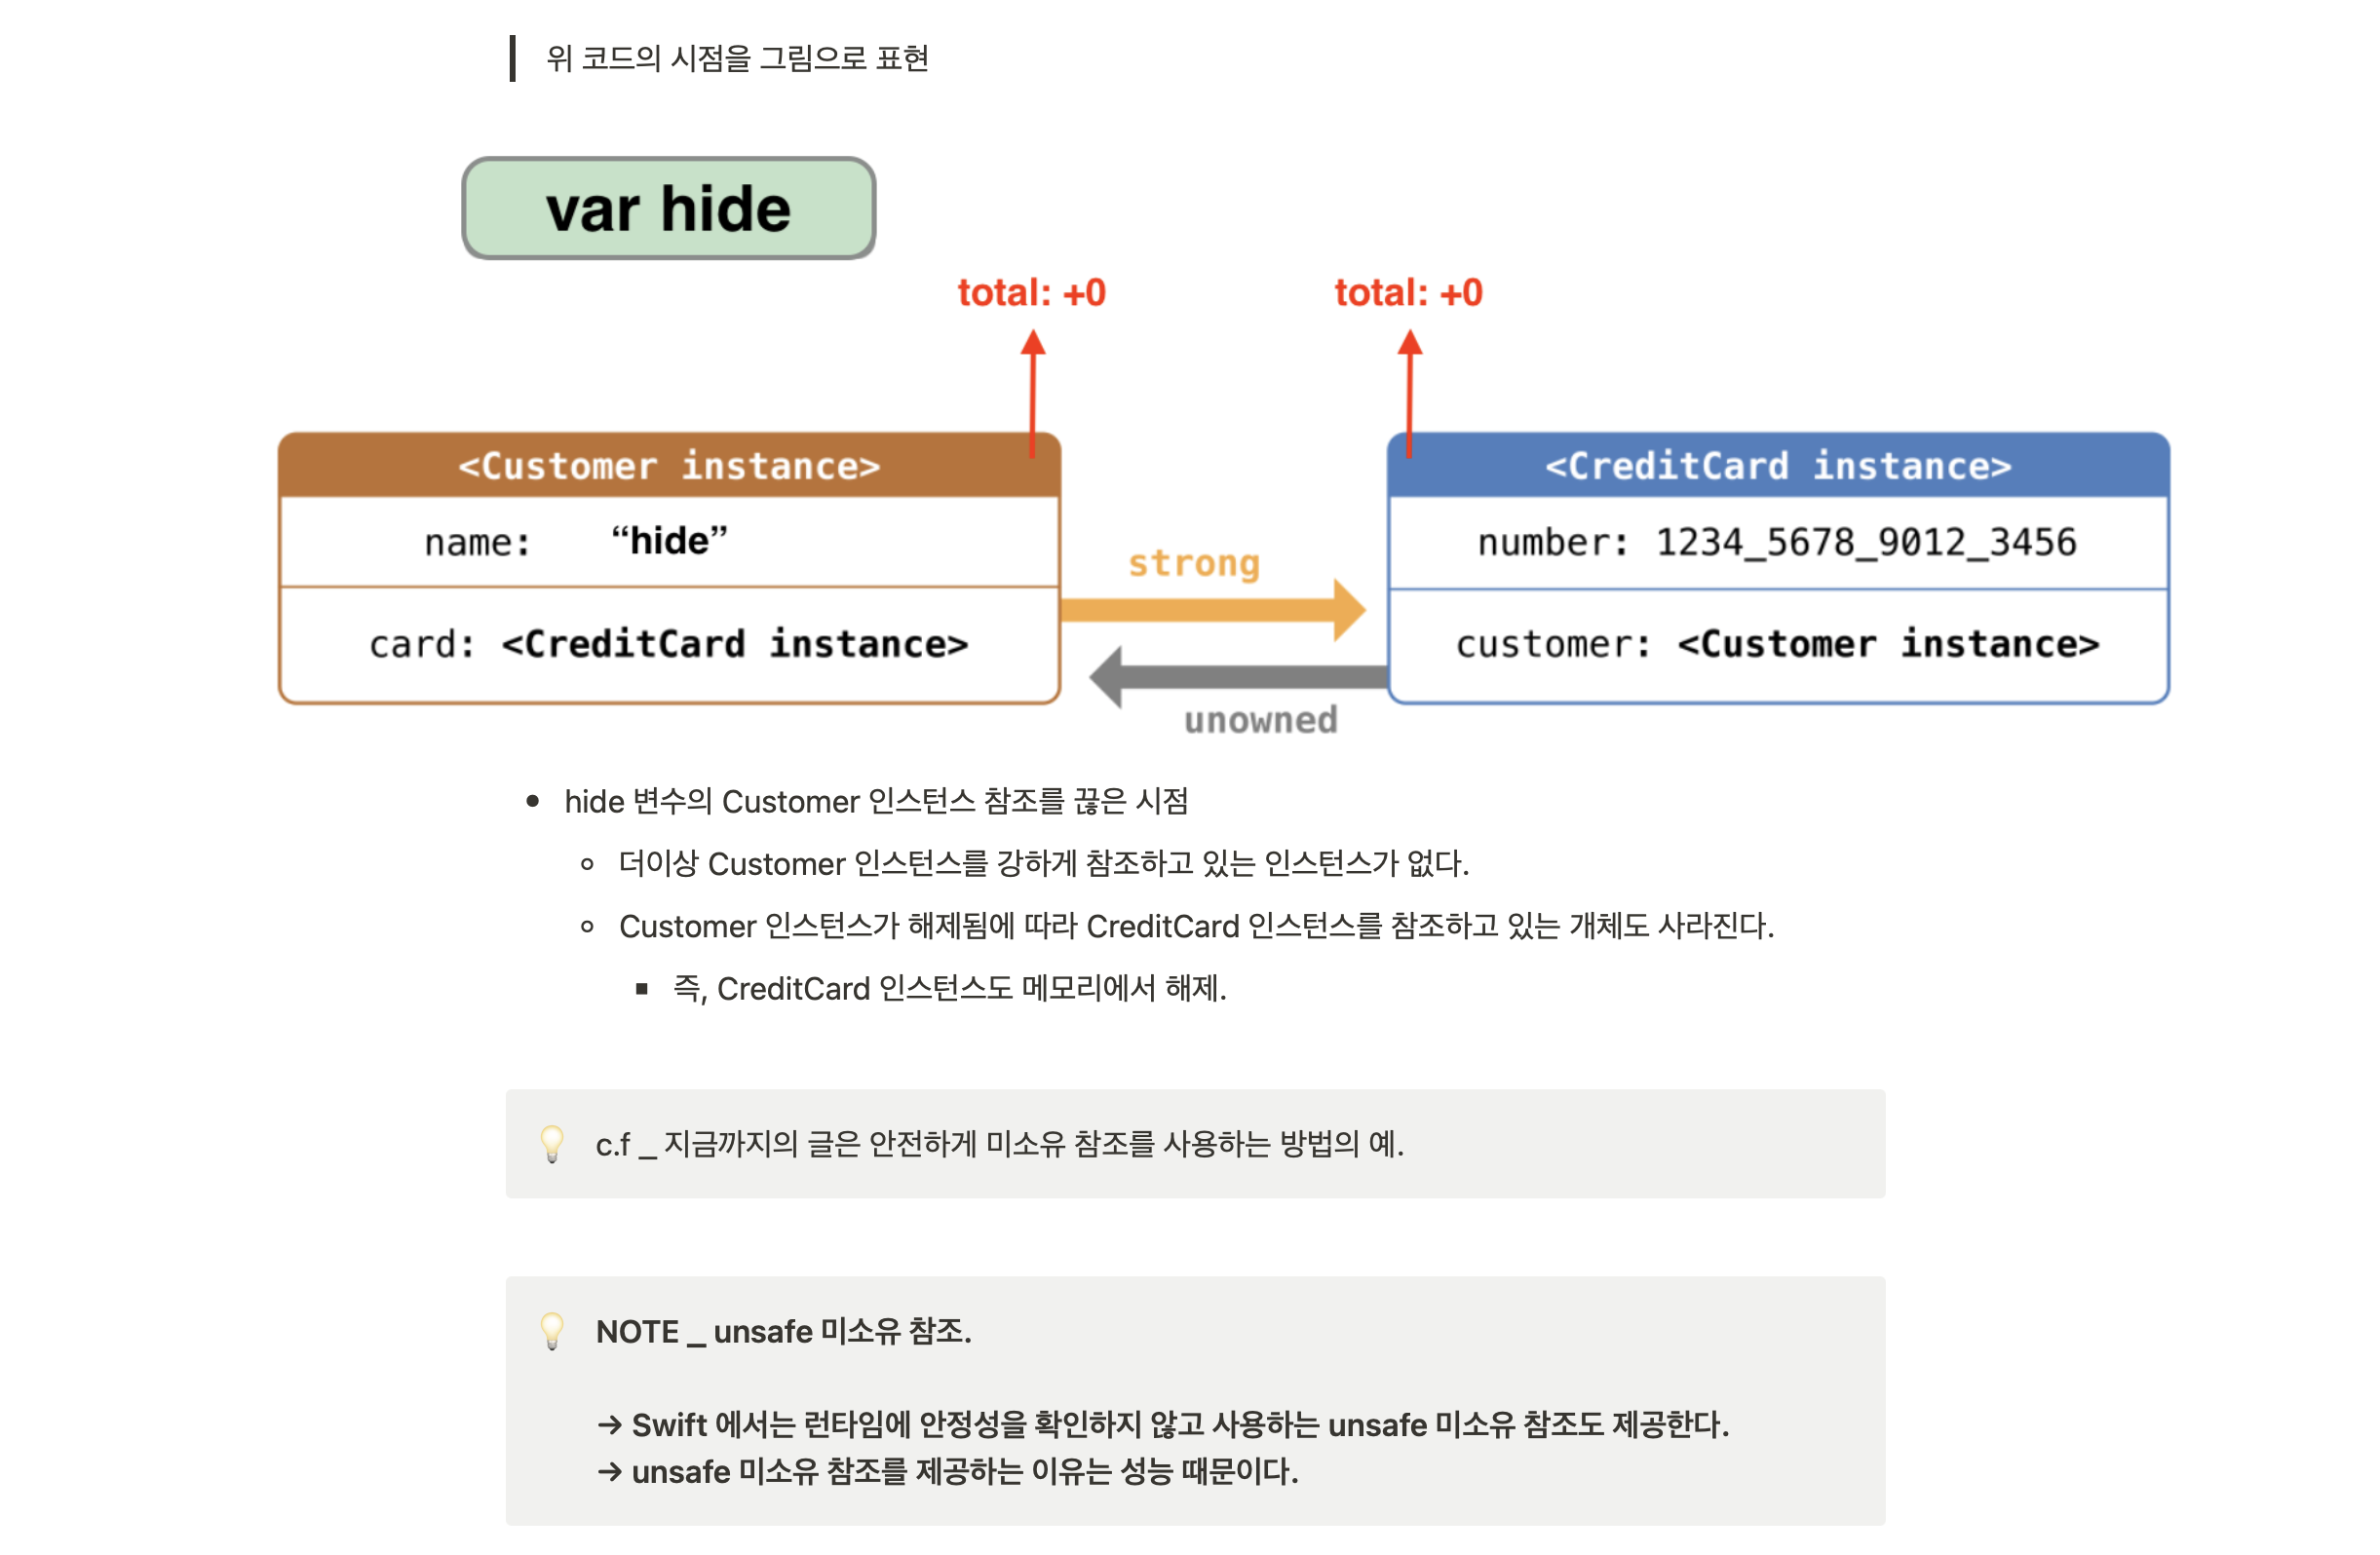 위 코드의 시점을 그림으로 표현
var hide
total: +0
total: +0
<Customer instance>
name: “hide”
card: <CreditCard instance>
strong
unowned
<CreditCard instance>
number: 1234_5678_9012_3456
customer: <Customer instance>
hide 변수의 Customer 인스턴스 참조를 끊은 시점
더이상 Customer 인스턴스를 강하게 참조하고 있는 인스턴스가 없다.
Customer 인스턴스가 해제됨에 따라 CreditCard 인스턴스를 참조하고 있는 개체도 사라진다.
즉, CreditCard 인스턴스도 메모리에서 해제.
c.f _ 지금까지의 글은 안전하게 미소유 참조를 사용하는 방법의 예.
NOTE _ unsafe 미소유 참조.
→ Swift 에서는 런타임에 안정성을 확인하지 않고 사용하는 unsafe 미소유 참조도 제공한다.
→ unsafe 미소유 참조를 제공하는 이유는 성능 때문이다.